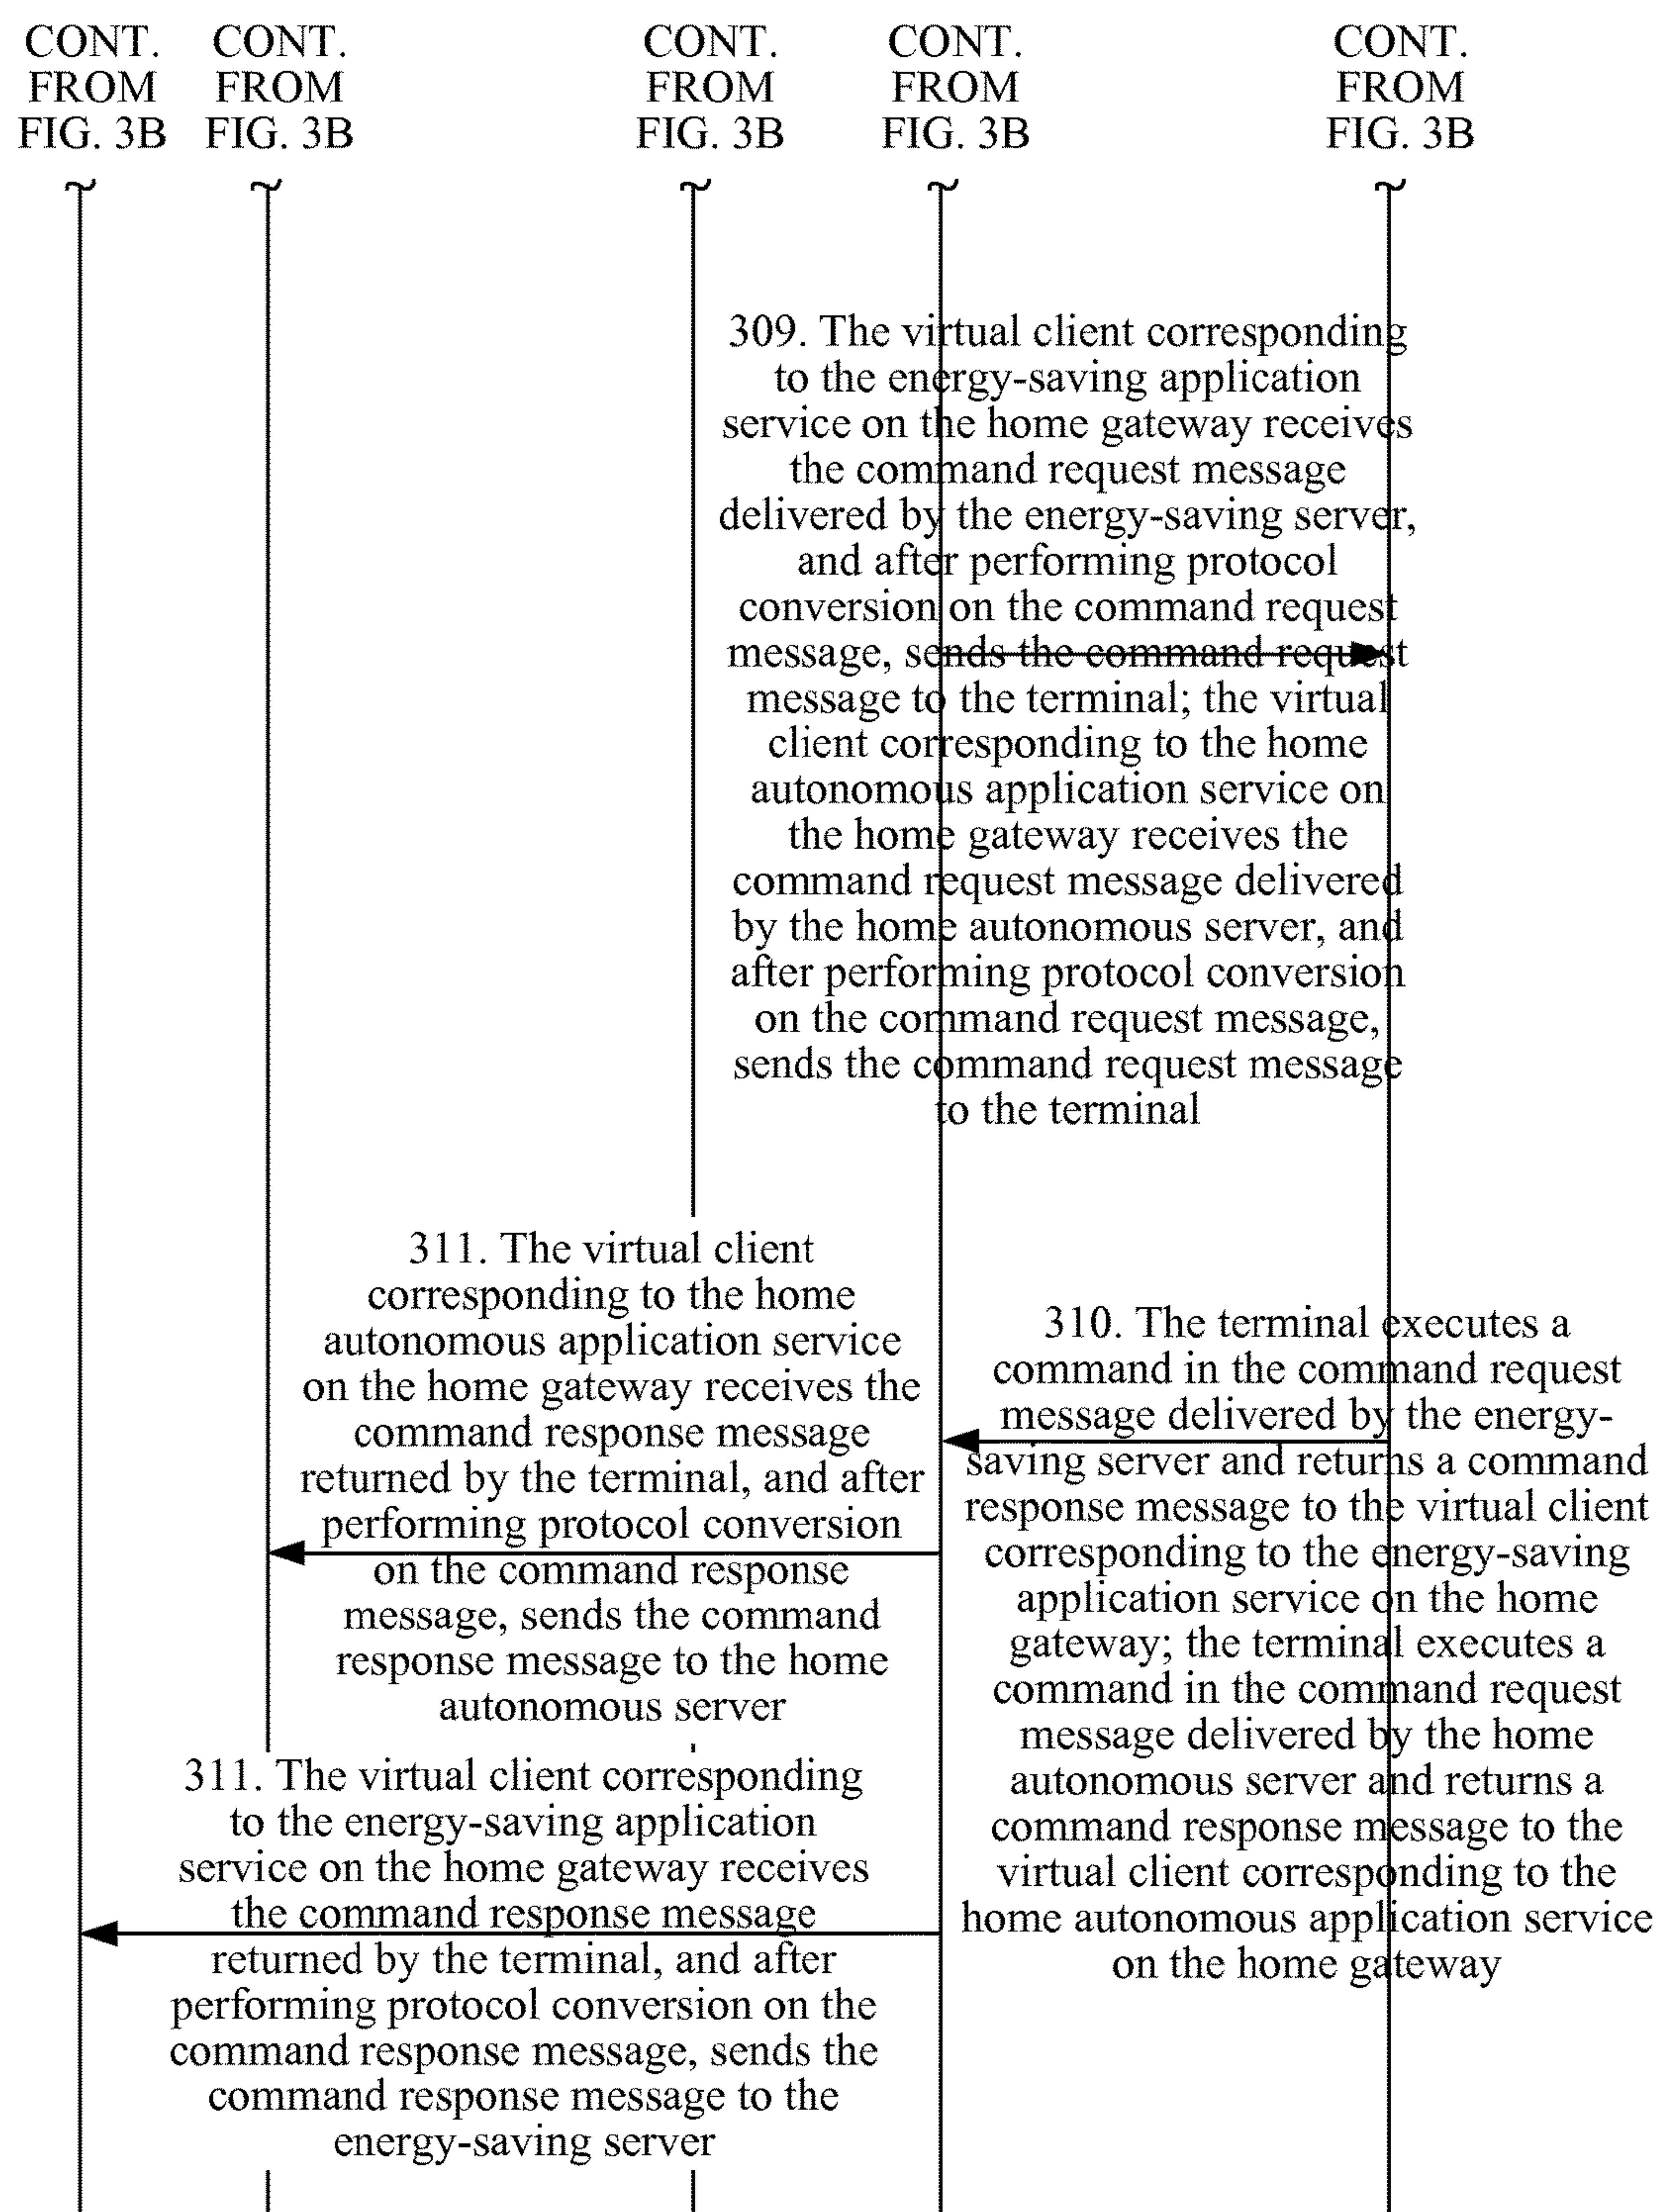 CONT.
FROM
FIG. 3B
CONT.
FROM
FIG. 3B
CONT.
FROM
FIG. 3B
CONT.
FROM
FIG. 3B
CONT.
FROM
FIG. 3B
309. The virtual client corresponding
to the energy-saving application
service on the home gateway receives
the command request message
delivered by the energy-saving server,
and after performing protocol
conversion on the command request
message, sends the command request
message to the terminal; the virtual
client corresponding to the home
autonomous application service on
the home gateway receives the
command request message delivered
by the home autonomous server, and
after performing protocol conversion
on the command request message,
sends the command request message
to the terminal
311. The virtual client
corresponding to the home
autonomous application service
on the home gateway receives the
command response message
returned by the terminal, and after
performing protocol conversion
on the command response
message, sends the command
response message to the home
autonomous server
310. The terminal executes a
command in the command request
message delivered by the energy-
saving server and returns a command
response message to the virtual client
corresponding to the energy-saving
application service on the home
gateway; the terminal executes a
command in the command request
message delivered by the home
autonomous server and returns a
command response message to the
virtual client corresponding to the
home autonomous application service
on the home gateway
311. The virtual client corresponding
to the energy-saving application
service on the home gateway receives
the command response message
returned by the terminal, and after
performing protocol conversion on the
command response message, sends the
command response message to the
energy-saving server